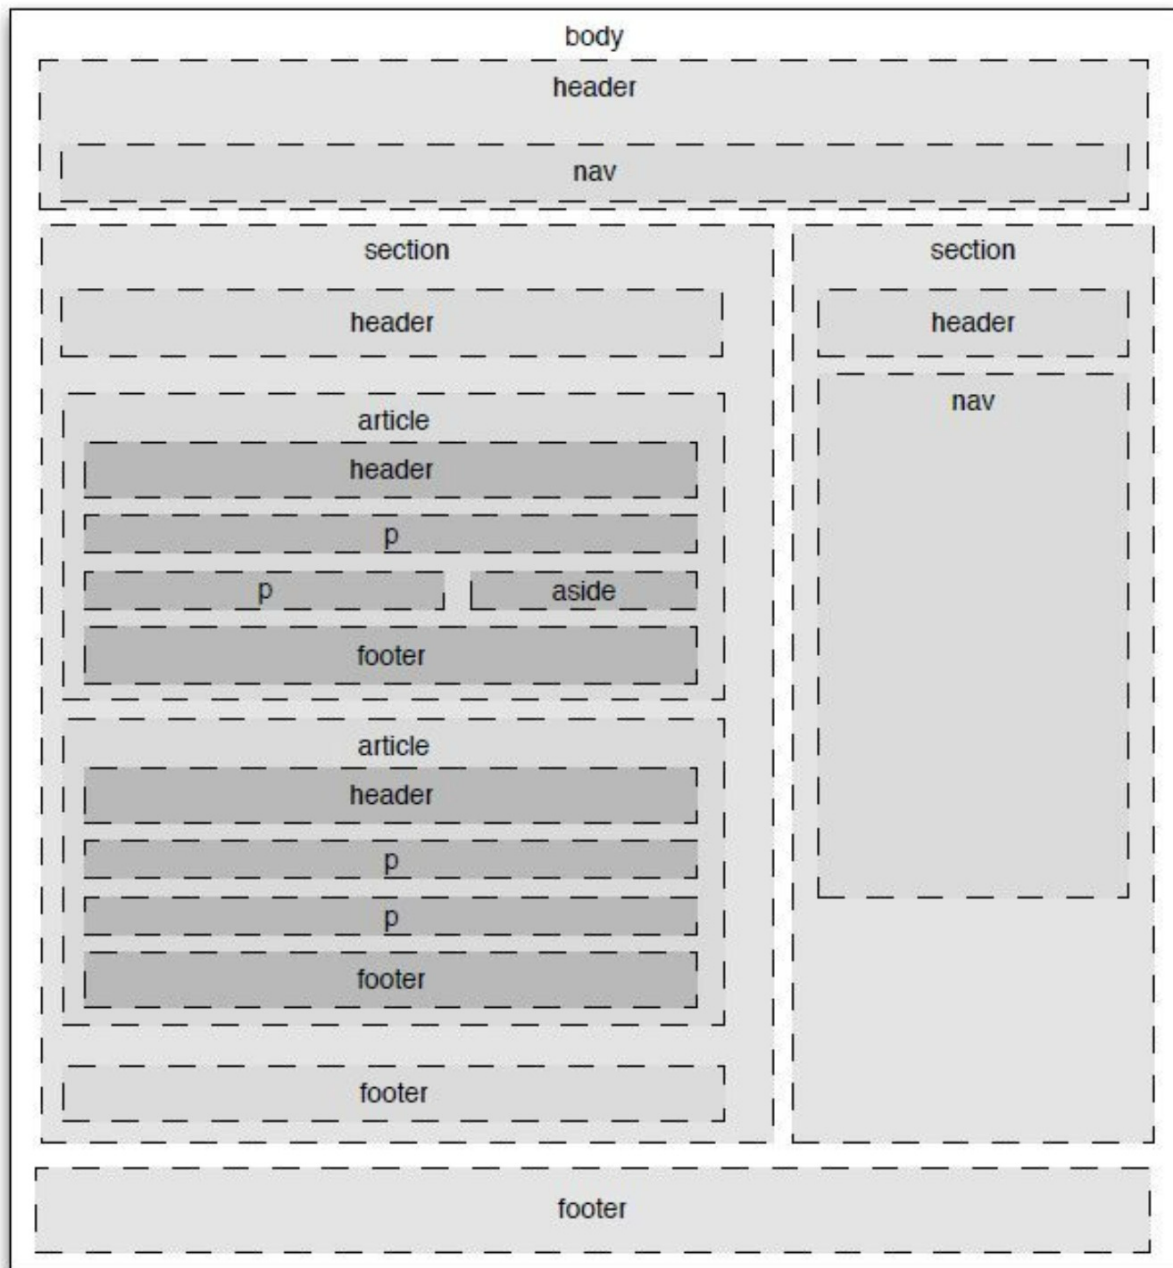 body
header
nav
section
header
article
header
p
p
aside
footer
article
header
p
p
footer
footer
section
header
nav
footer